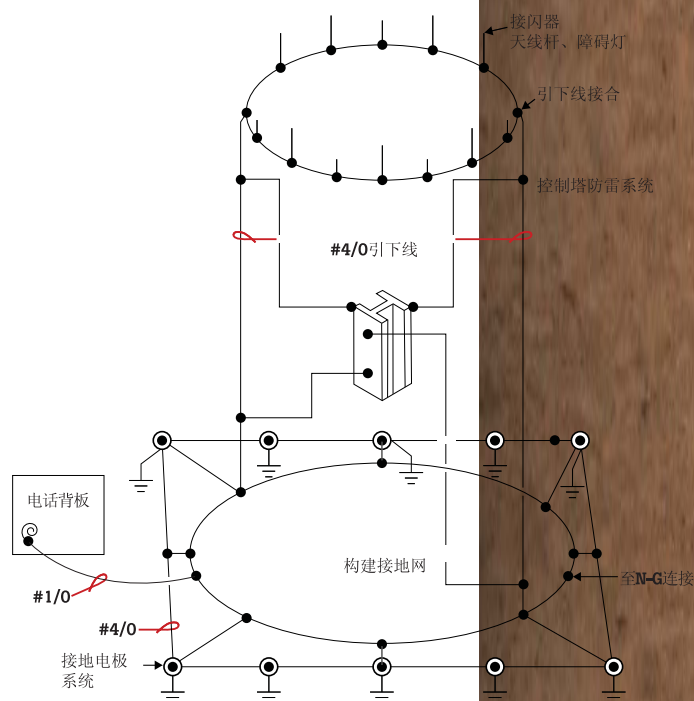 接闪器
天线杆、障碍灯
引下线接合
控制塔防雷系统
#4/0引下线
电话背板
构建接地网
至N-G连接
#1/0
#4/0
接地电极
系统